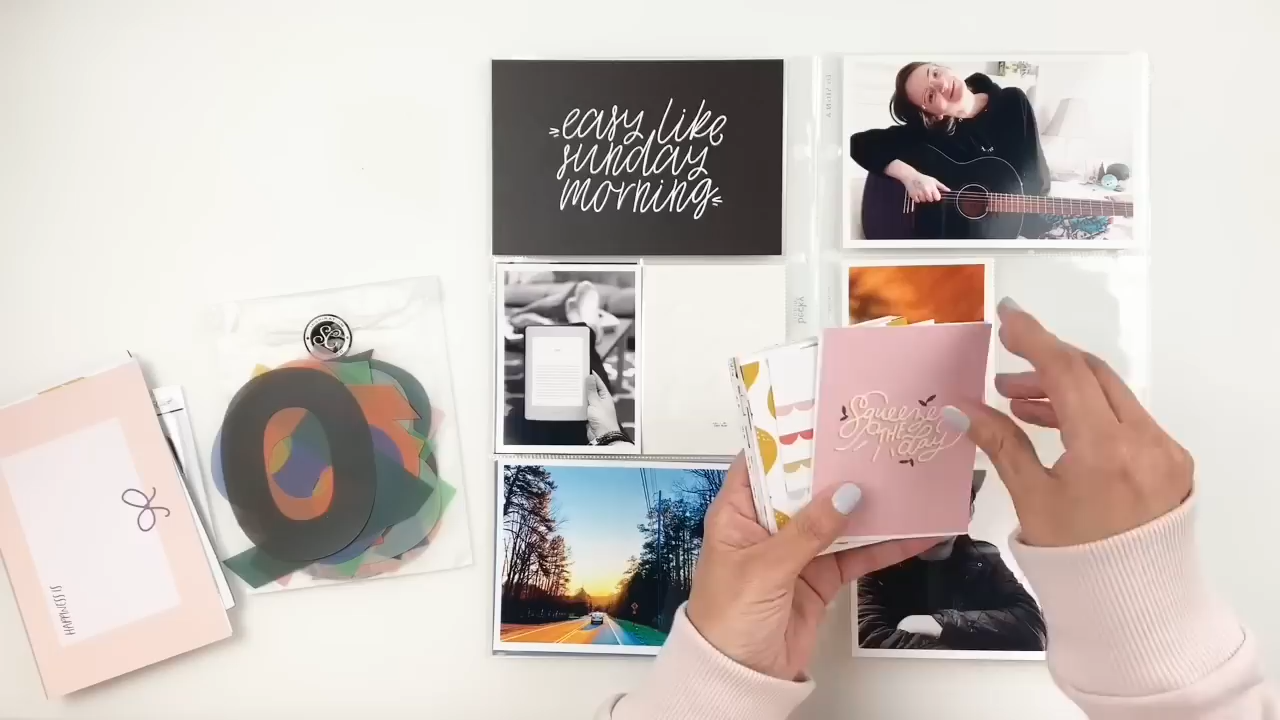 easy like
sunday
morning
Squeeze
THE
day
HAPPINESS IS